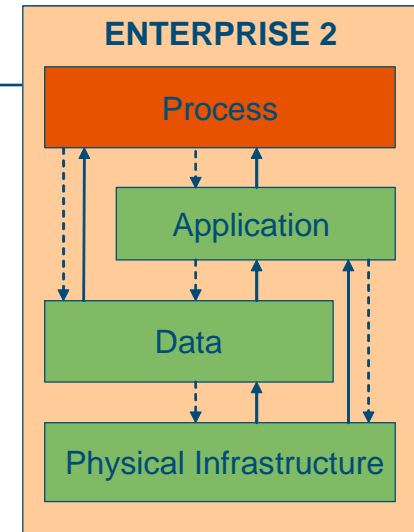 ENTERPRISE 2
Process
Application
Data
Physical Infrastructure